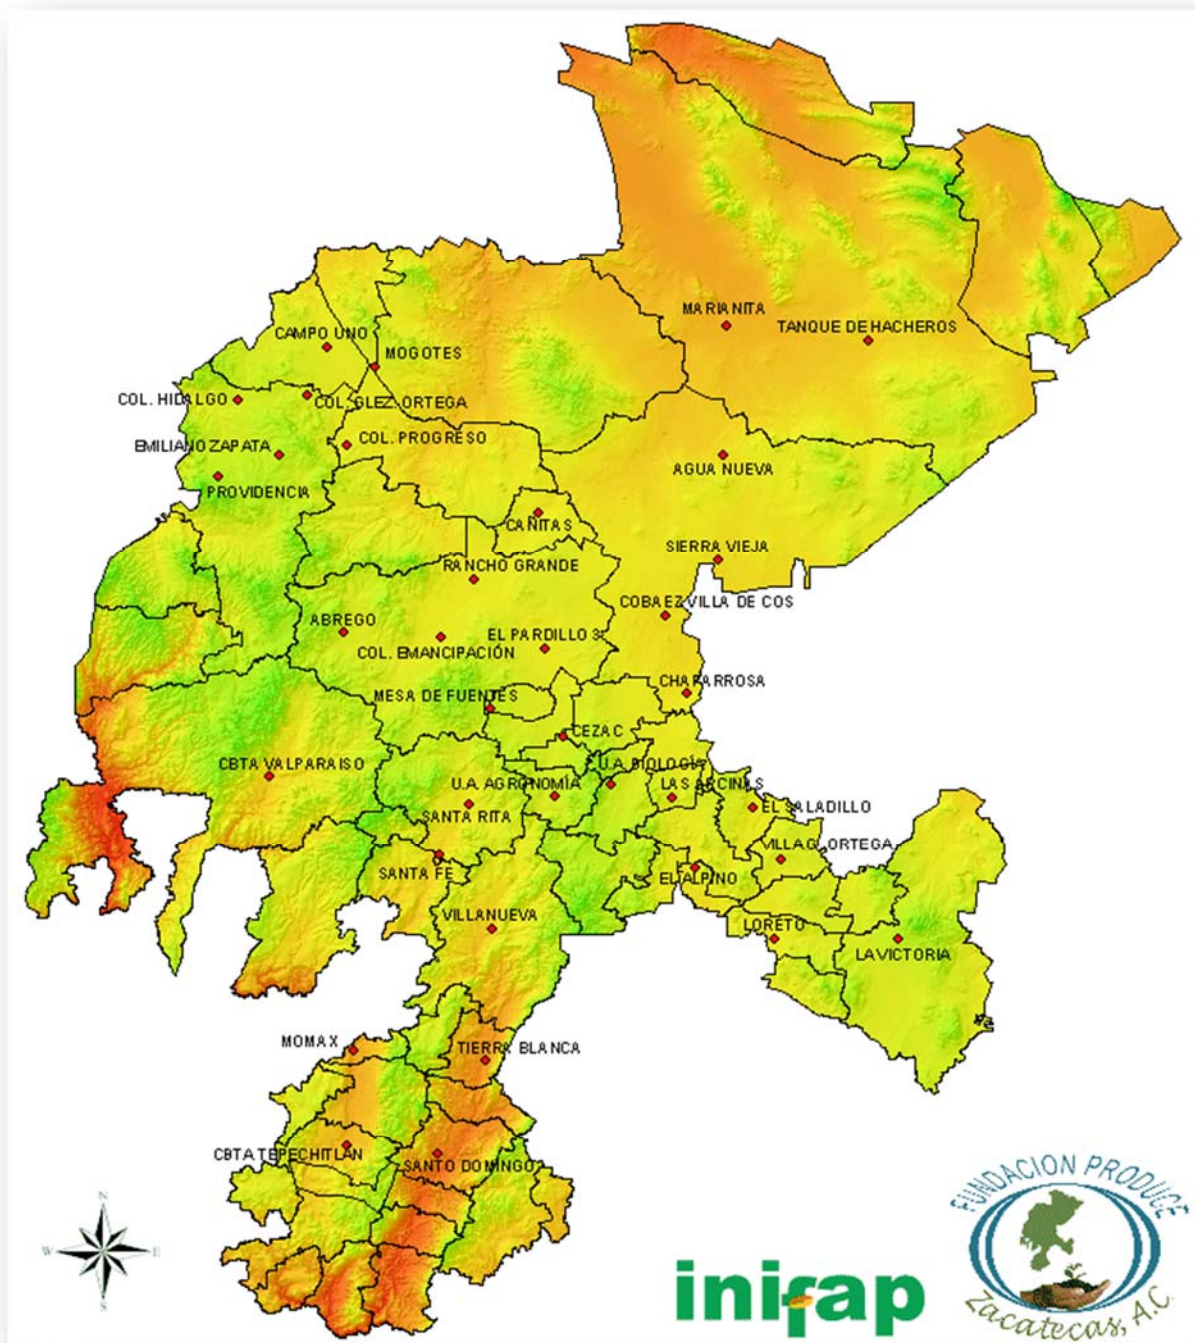 MARIANITA
TANQUE DE HACHEROS
CAMPO UNO
MOGOTES
COL. HIDALGO
COL. GLEZ. ORTEGA
COL. PROGRESO
EMILIANO ZAPATA
AGUA NUEVA
PROVIDENCIA
CAÑITAS
SIERRA VIEJA
RANCHO GRANDE
COBAEZ VILLA DE COS
ABREGO
EL PARDILLO 3
COL. EMANCIPACIÓN
CHAPARROSA
MESA DE FUENTES
CEZAC
CBTA VALPARAISO
U.A. BIOLOGÍA
U.A. AGRONOMÍA
LAS ARCINAS
EL SALADILLO
SANTA RITA
VILLA G. ORTEGA
SANTA FE
EL ALPINO
VILLANUEVA
LORETO
LA VICTORIA
MOMAX
TIERRA BLANCA
CBTA TEPECHITLÁN
SANTO DOMINGO
N
W E
S
FUNDACION PRODUCE
Zacatecas, A.C.
inifap